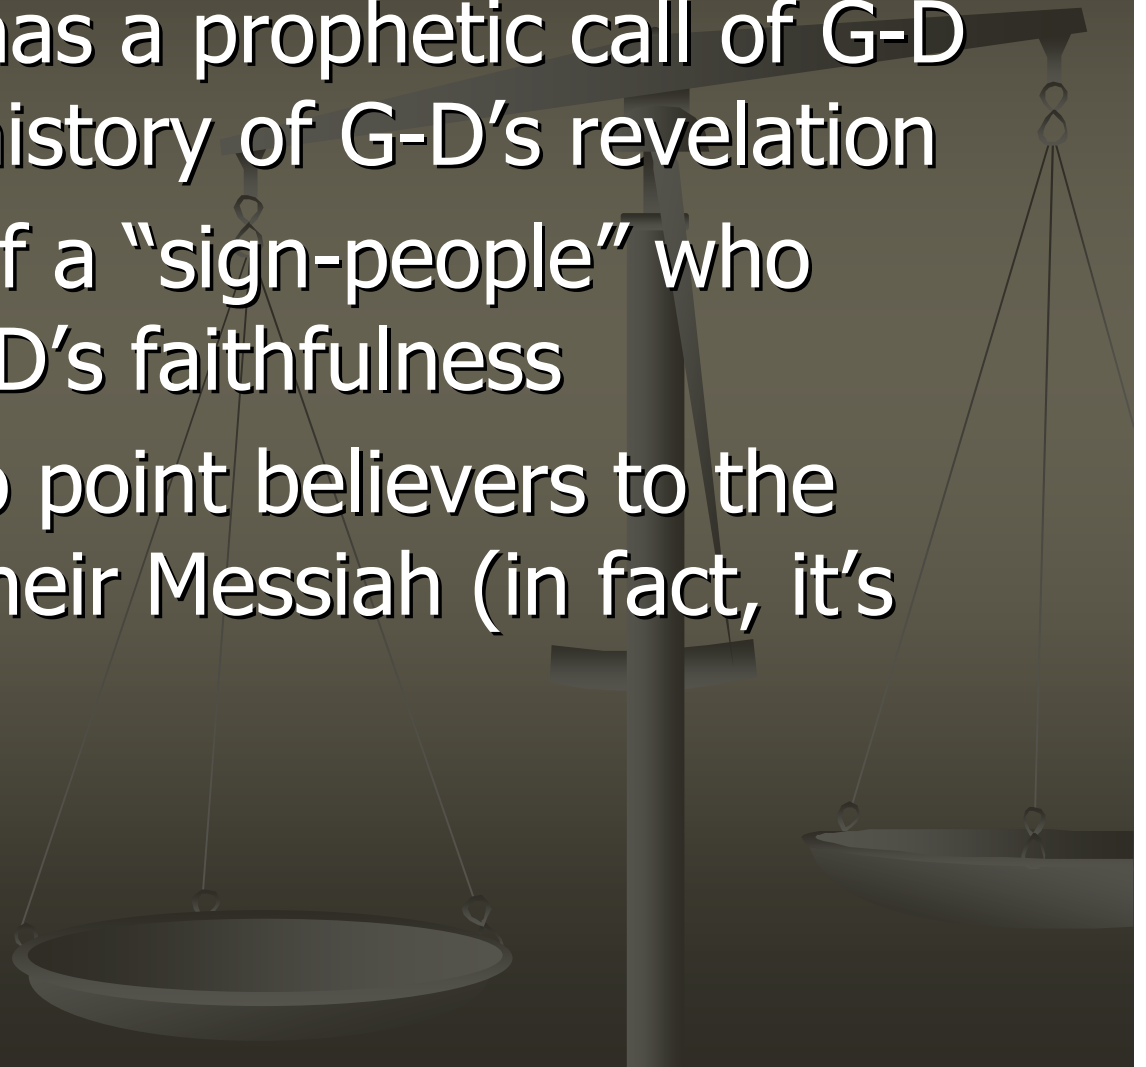 has a prophetic call of G-D
history of G-D’s revelation
f a “sign-people” who
D’s faithfulness
point believers to the
heir Messiah (in fact, it’s